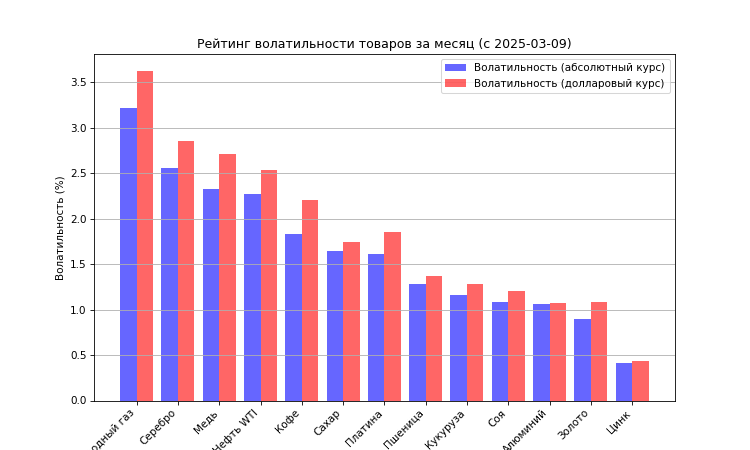 Рейтинг волатильности товаров за месяц (с 2025-03-09)
Волатильность (абсолютный курс)
Волатильность (долларовый курс)
Волатильность (%)
3.5
3.0
2.5
2.0
1.5
1.0
0.5
0.0
газ
Серебро
Медь
Нефть WTI
Кофе
Сахар
Платина
Пшеница
Кукуруза
Соя
Алюминий
Золото
Цинк